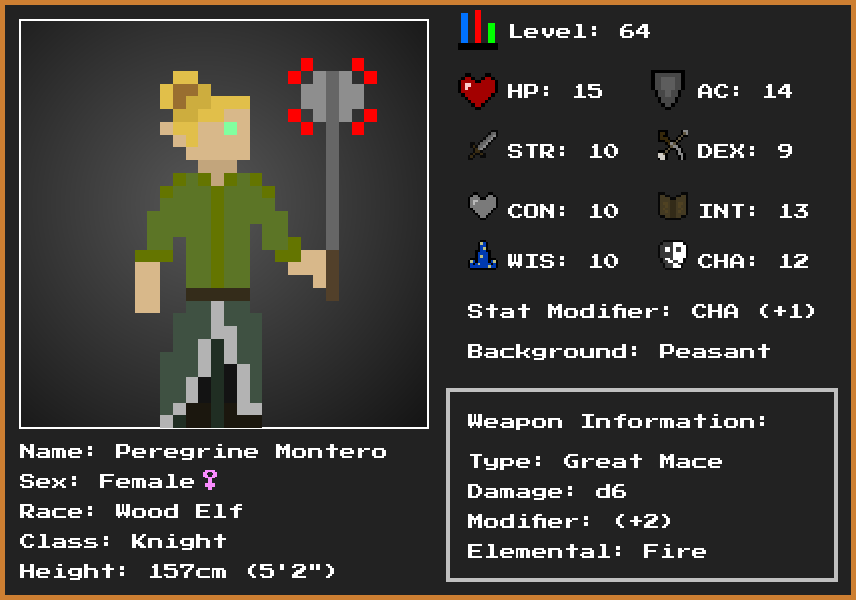 Level: 64
HP: 15
AC: 14
STR: 10
DEX: 9
CON: 10
INT: 13
WIS: 10
CHA: 12
Stat Modifier: CHA (+1)
Background: Peasant
Name: Peregrine Montero
Sex: Female♀
Race: Wood Elf
Class: Knight
Height: 157cm (5'2")
Weapon Information:
Type: Great Mace
Damage: d6
Modifier: (+2)
Elemental: Fire